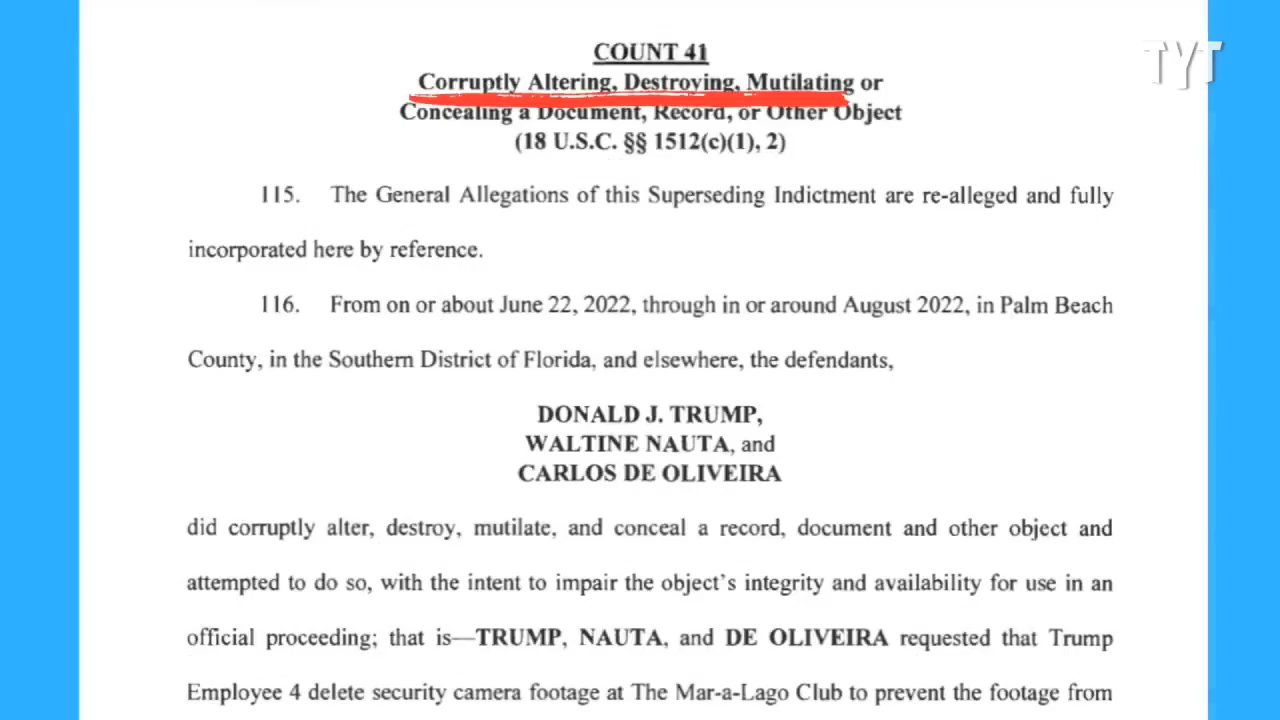 TYT
COUNT 41
Corruptly Altering, Destroying, Mutilating or
Concealing a Document, Record, or Other Object
(18 U.S.C. §§ 1512(c)(1), 2)
115. The General Allegations of this Superseding Indictment are re-alleged and fully
incorporated here by reference.
116. From on or about June 22, 2022, through in or around August 2022, in Palm Beach
County, in the Southern District of Florida, and elsewhere, the defendants,
DONALD J. TRUMP,
WALTINE NAUTA, and
CARLOS DE OLIVEIRA
did corruptly alter, destroy, mutilate, and conceal a record, document and other object and
attempted to do so, with the intent to impair the object's integrity and availability for use in an
official proceeding; that is—TRUMP, NAUTA, and DE OLIVEIRA requested that Trump
Employee 4 delete security camera footage at The Mar-a-Lago Club to prevent the footage from